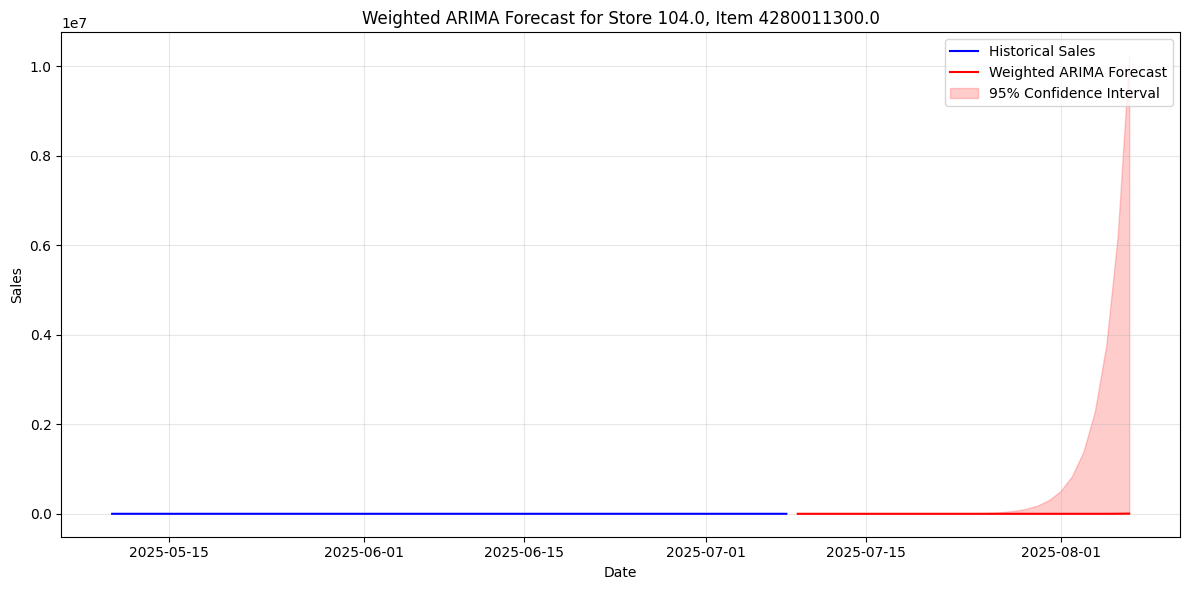 Weighted ARIMA Forecast for Store 104.0, Item 4280011300.0
1e7
Historical Sales
Weighted ARIMA Forecast
95% Confidence Interval
1.0
0.8
0.6
0.4
0.2
0.0
Sales
2025-05-15 2025-06-01 2025-06-15 2025-07-01 2025-07-15 2025-08-01
Date